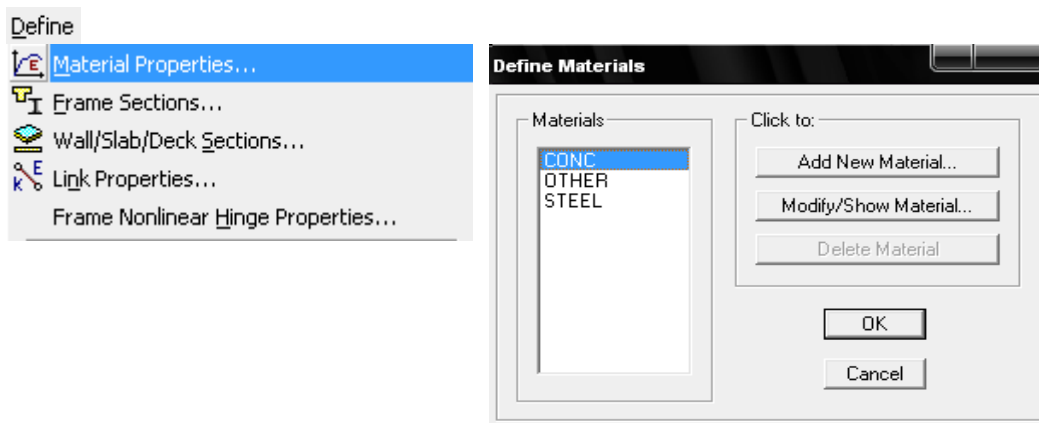 Define
Material Properties...
Frame Sections...
Wall/Slab/Deck Sections...
Link Properties...
Frame Nonlinear Hinge Properties...
Define Materials
Materials
CONC
OTHER
STEEL
Click to:
Add New Material...
Modify/Show Material...
Delete Material
OK
Cancel